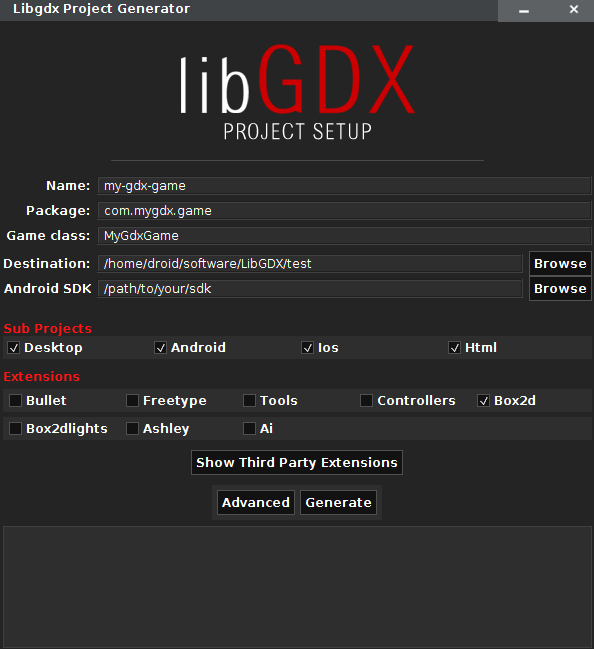 Libgdx Project Generator
libGDX
PROJECT SETUP
Name: my-gdx-game
Package: com.mygdx.game
Game class: MyGdxGame
Destination: /home/droid/software/LibGDX/test Browse
Android SDK /path/to/your/sdk Browse
Sub Projects
Desktop Android Ios Html
Extensions
Bullet Freetype Tools Controllers Box2d
Box2dlights Ashley Ai
Show Third Party Extensions
Advanced Generate